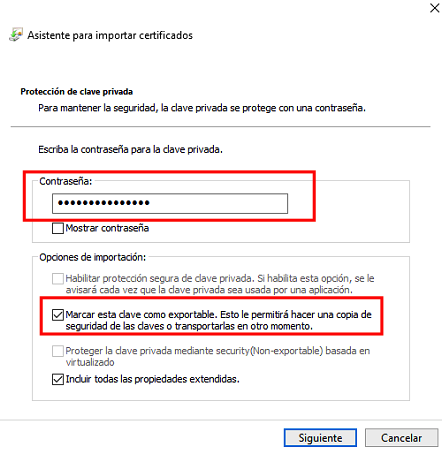 Asistente para importar certificados
Protección de clave privada
Para mantener la seguridad, la clave privada se protege con una contraseña.
Escriba la contraseña para la clave privada.
Contraseña:
●●●●●●●●●●●●●●●
Mostrar contraseña
Opciones de importación:
Habilitar protección segura de clave privada. Si habilita esta opción, se le
avisará cada vez que la clave privada sea usada por una aplicación.
Marcar esta clave como exportable. Esto le permitirá hacer una copia de
seguridad de las claves o transportarlas en otro momento.
Proteger la clave privada mediante security(Non-exportable) basada en
virtualizado
Incluir todas las propiedades extendidas.
Siguiente
Cancelar